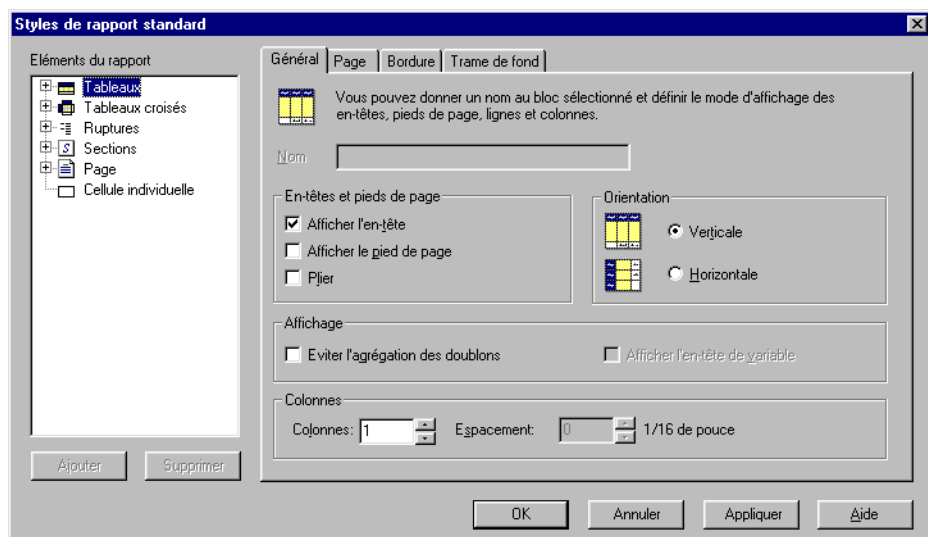 Styles de rapport standard
Eléments du rapport
Tableaux
Tableaux croisés
Ruptures
S Sections
Page
Cellule individuelle
Ajouter
Supprimer
Général
Page
Bordure
Trame de fond
Vous pouvez donner un nom au bloc sélectionné et définir le mode d'affichage des
en-têtes, pieds de page, lignes et colonnes.
Nom
En-têtes et pieds de page
Afficher l'en-tête
Afficher le pied de page
Plier
Orientation
Verticale
Horizontale
Affichage
Eviter l'agrégation des doublons
Afficher l'en-tête de variable
Colonnes
Colonnes: 1
Espacement: 0 1/16 de pouce
OK
Annuler
Appliquer
Aide